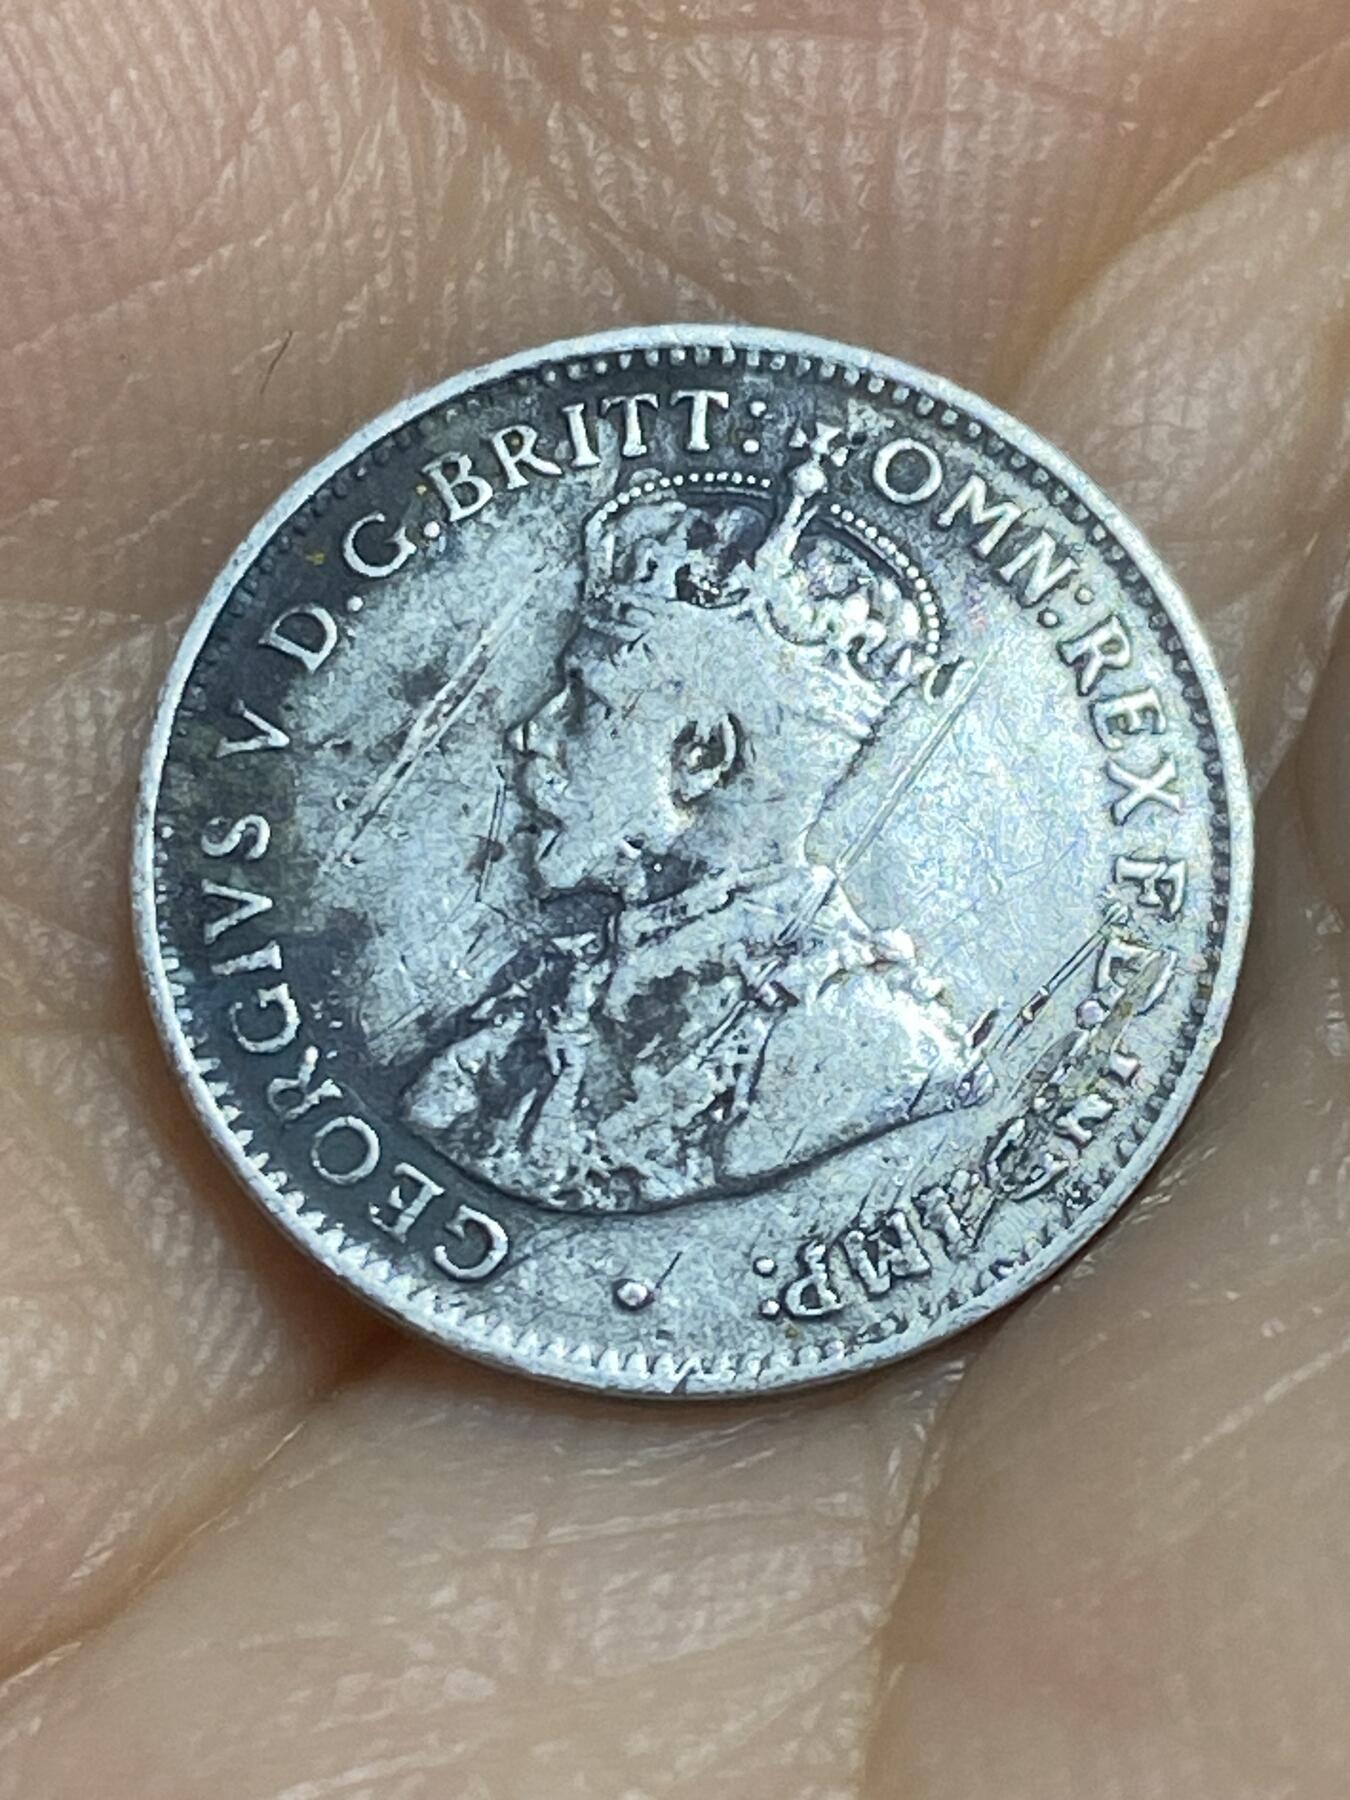 GEORGIVS V D.G.BRITT: OMN:REX F.D.IND:IMP: